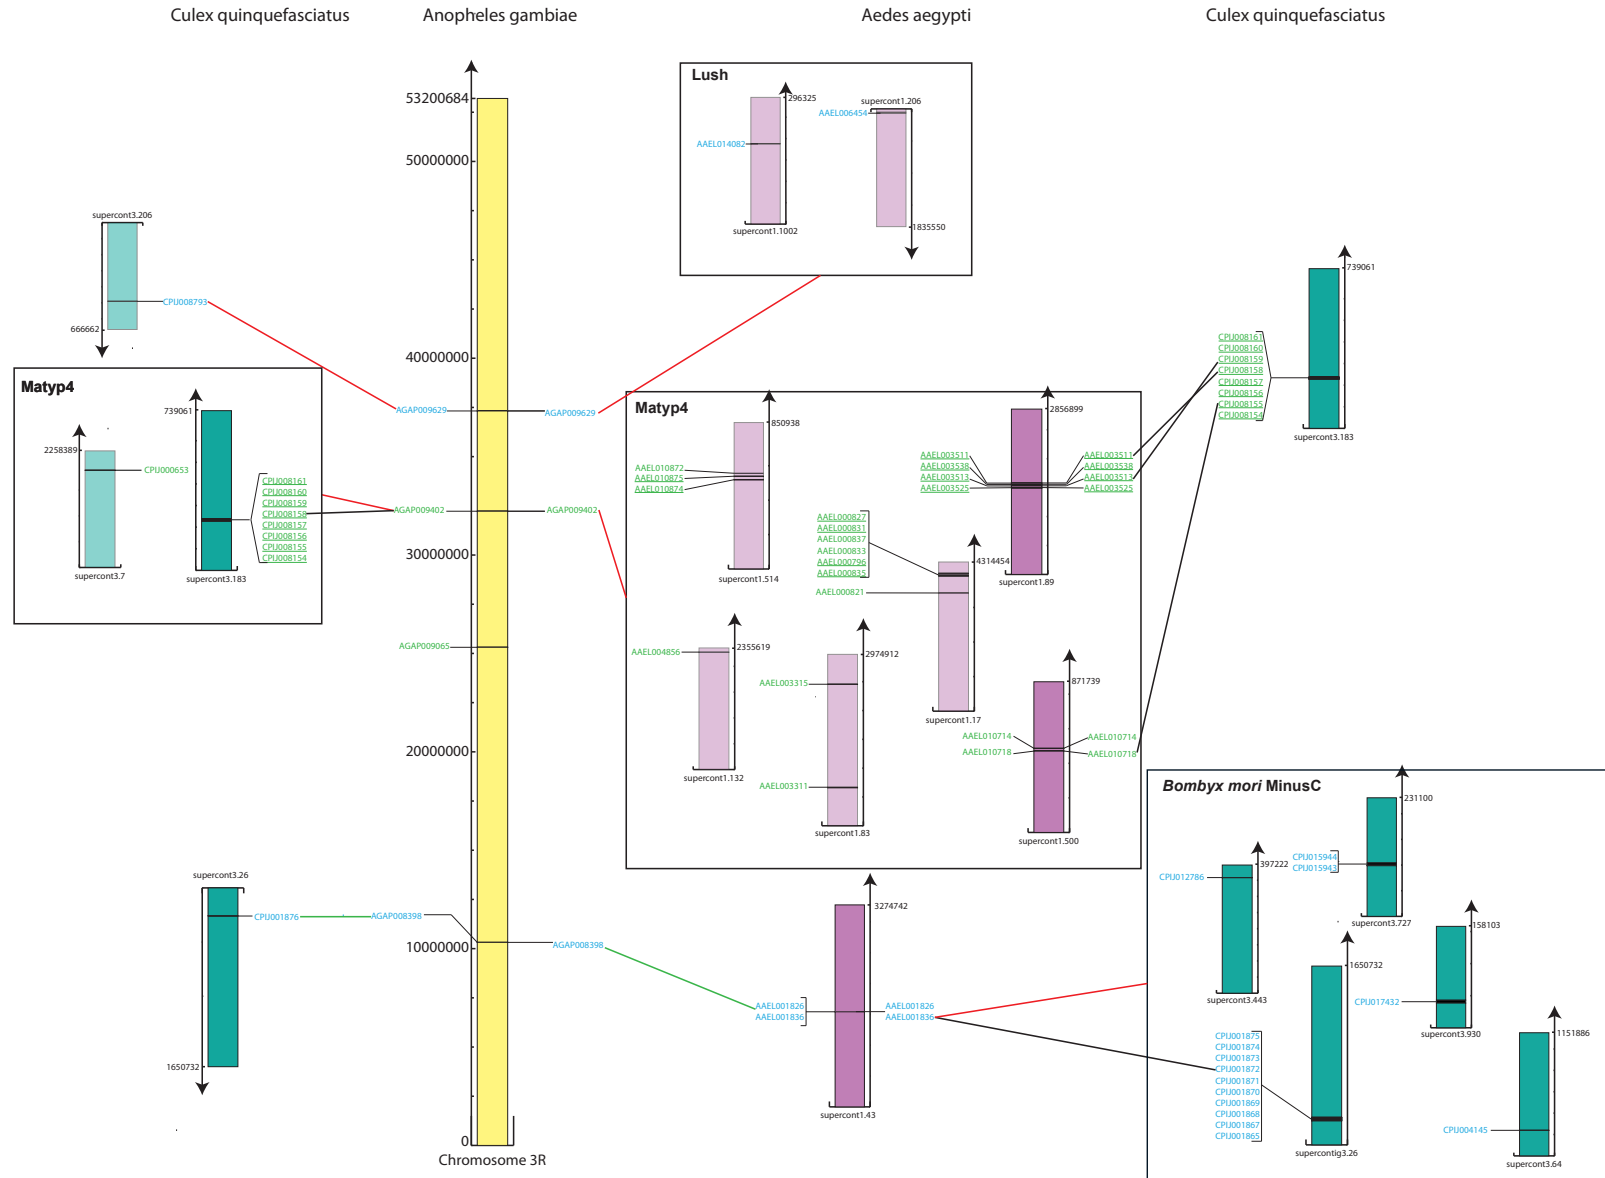 Culex quinquefasciatus
Anopheles gambiae
Aedes aegypti
Culex quinquefasciatus
supercont3.206
666662
CPIJ008793
Matyp4
2258389
CPIJ000653
supercont3.7
739061
CPIJ008161
CPIJ008160
CPIJ008159
CPIJ008158
CPIJ008157
CPIJ008156
CPIJ008155
CPIJ008154
supercont3.183
supercont3.26
CPIJ001876
1650732
53200684
50000000
40000000
30000000
20000000
10000000
0
Chromosome 3R
AGAP009629
AGAP009629
AGAP009402
AGAP009402
AGAP009065
AGAP008398
AGAP008398
Lush
296325
AAEL014082
supercont1.1002
supercont1.206
AAEL006454
1835550
Matyp4
850938
AAEL010872
AAEL010875
AAEL010874
supercont1.514
2856899
AAEL003511
AAEL003538
AAEL003513
AAEL003525
AAEL003511
AAEL003538
AAEL003513
AAEL003525
supercont1.89
AAEL000827
AAEL000831
AAEL000837
AAEL000833
AAEL000796
AAEL000835
AAEL000821
4314454
supercont1.17
2355619
AAEL004856
supercont1.132
2974912
AAEL003315
AAEL003311
supercont1.83
871739
AAEL010714
AAEL010718
AAEL010714
AAEL010718
supercont1.500
3274742
AAEL001826
AAEL001836
AAEL001826
AAEL001836
supercont1.43
739061
CPIJ008161
CPIJ008160
CPIJ008159
CPIJ008158
CPIJ008157
CPIJ008156
CPIJ008155
CPIJ008154
supercont3.183
Bombyx mori MinusC
231100
CPIJ015944
CPIJ015943
supercont3.727
397222
CPIJ012786
supercont3.443
158103
CPIJ017432
supercont3.930
1650732
CPIJ001875
CPIJ001874
CPIJ001873
CPIJ001872
CPIJ001871
CPIJ001870
CPIJ001869
CPIJ001868
CPIJ001867
CPIJ001865
supercontig3.26
1151886
CPIJ004145
supercont3.64